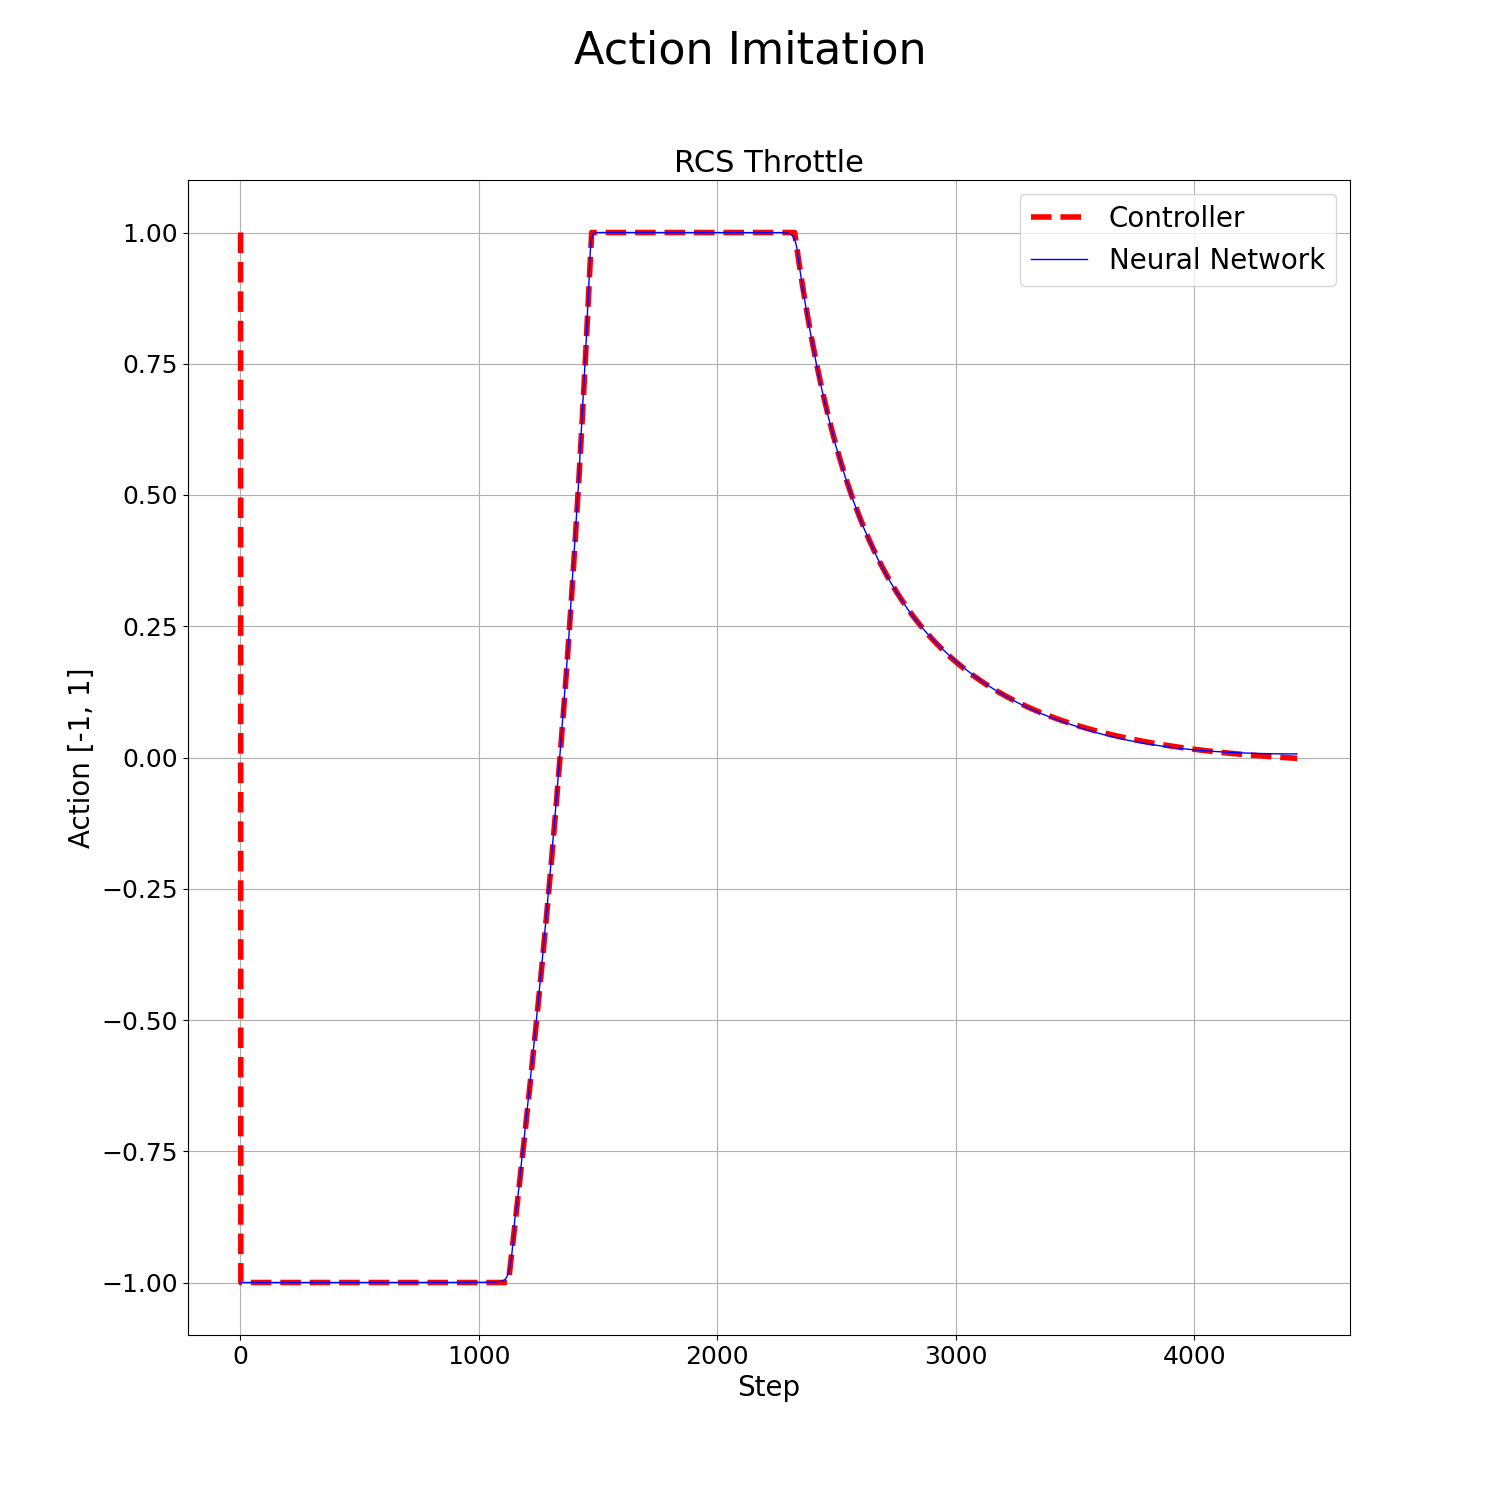 Action Imitation
RCS Throttle
Controller
Neural Network
1.00
0.75
0.50
0.25
0.00
−0.25
−0.50
−0.75
−1.00
Action [-1, 1]
0 1000 2000 3000 4000
Step